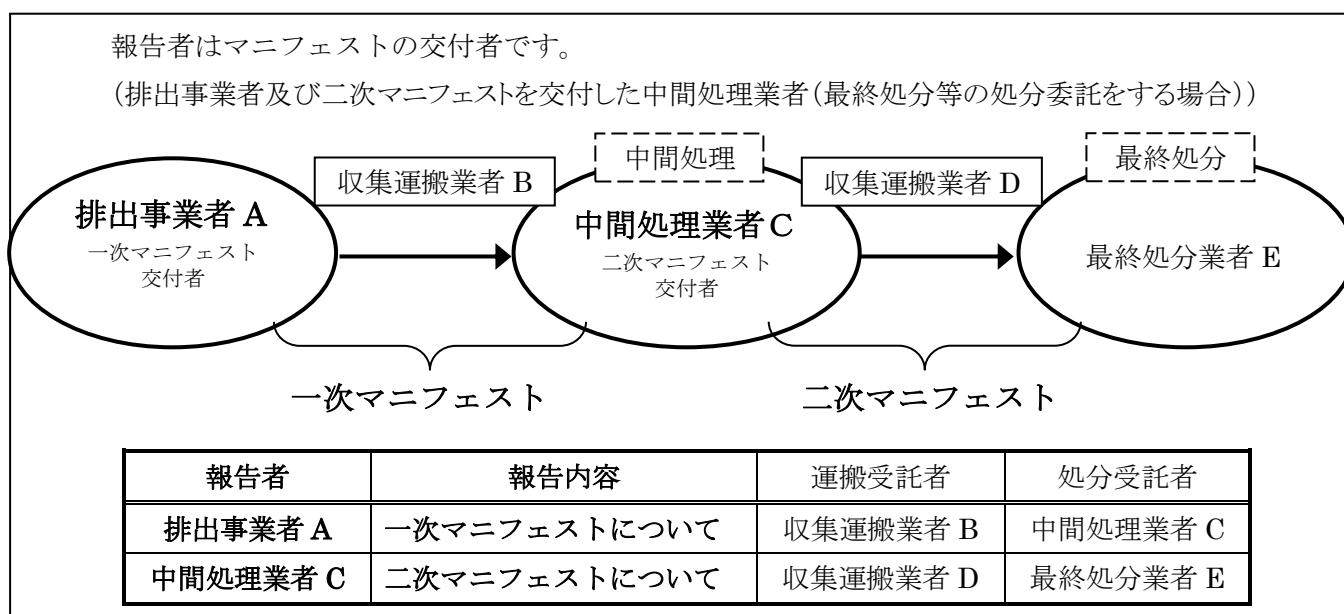 報告者はマニフェストの交付者です。
(排出事業者及び二次マニフェストを交付した中間処理業者(最終処分等の処分委託をする場合))
中間処理
最終処分
収集運搬業者 B
収集運搬業者 D
排出事業者 A
一次マニフェスト
交付者
中間処理業者 C
二次マニフェスト
交付者
最終処分業者 E
一次マニフェスト
二次マニフェスト
報告者 報告内容 運搬受託者 処分受託者
排出事業者 A 一次マニフェストについて 収集運搬業者 B 中間処理業者 C
中間処理業者 C 二次マニフェストについて 収集運搬業者 D 最終処分業者 E